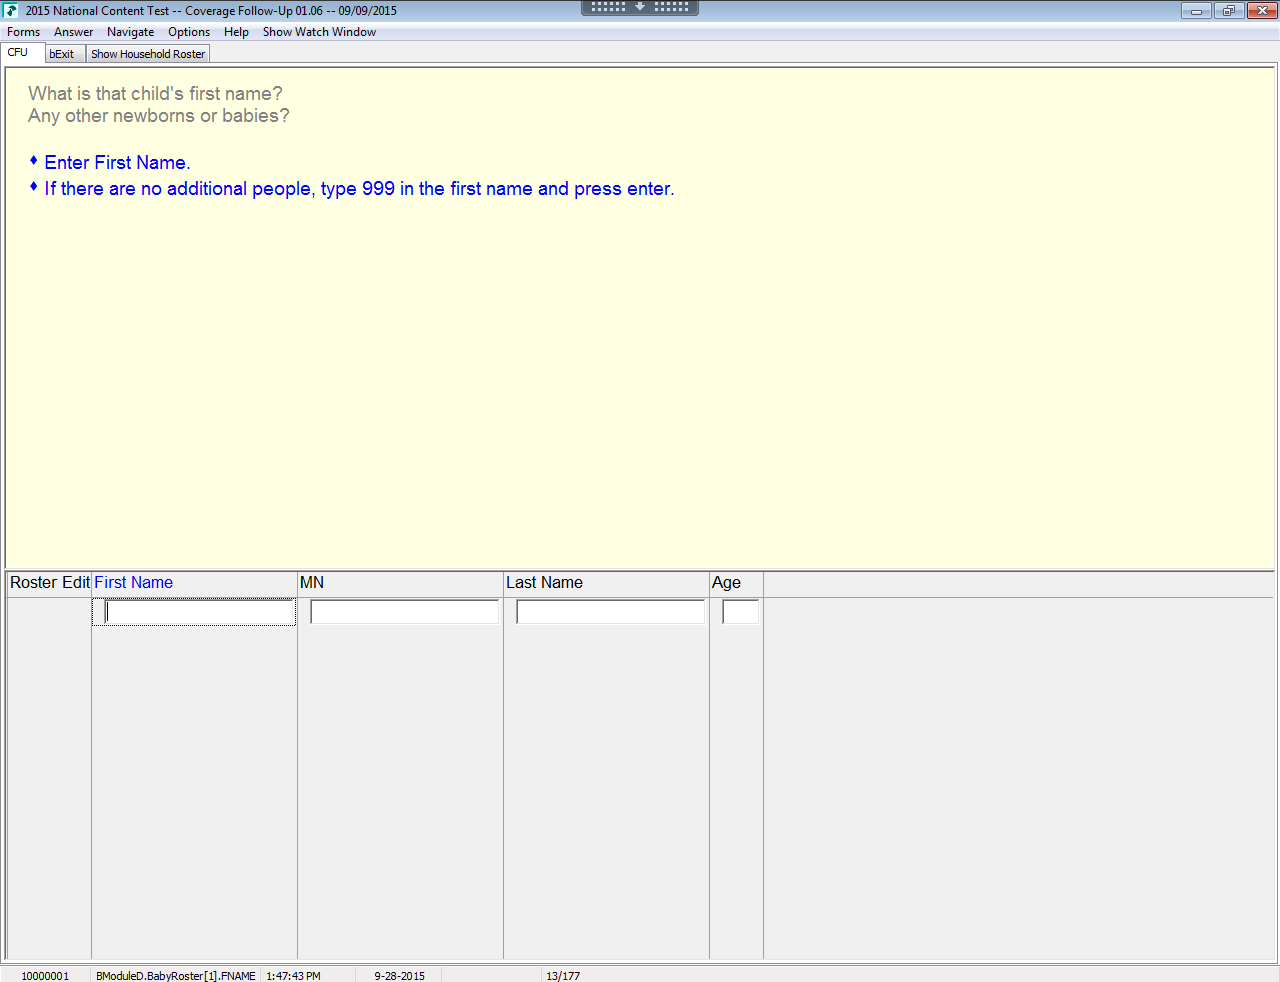 2015 National Content Test -- Coverage Follow-Up 01.06 -- 09/09/2015
Forms Answer Navigate Options Help Show Watch Window
CFU bExit Show Household Roster
What is that child's first name?
Any other newborns or babies?
♦ Enter First Name.
♦ If there are no additional people, type 999 in the first name and press enter.
Roster Edit First Name MN Last Name Age
10000001 BModuleD.BabyRoster[1].FNAME 1:47:43 PM 9-28-2015 13/177